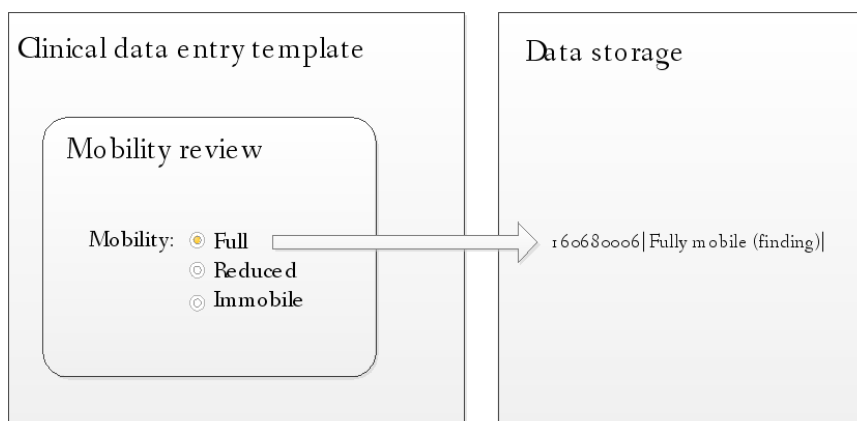 Clinical data entry template
Data storage
Mobility review
Mobility: Full
Reduced
Immobile
160680006| Fully mobile (finding)|